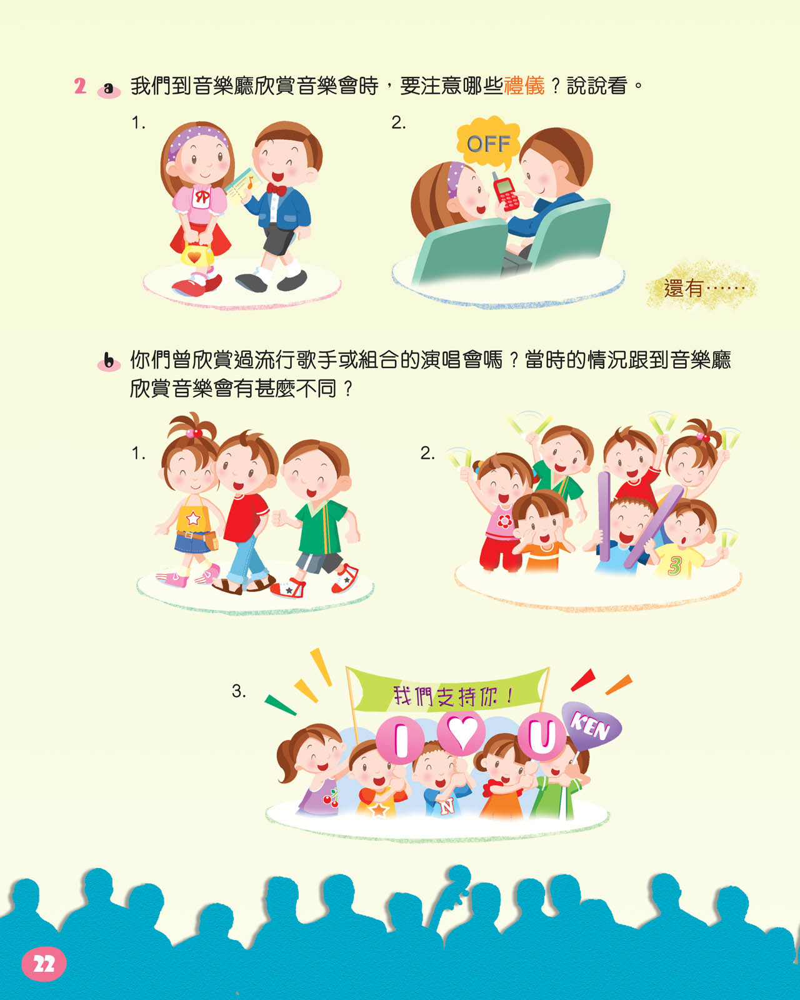 2 a 我們到音樂廳欣賞音樂會時，要注意哪些禮儀？說說看。
1.
2.
OFF
還有……
b 你們曾欣賞過流行歌手或組合的演唱會嗎？當時的情況跟到音樂廳
欣賞音樂會有甚麼不同？
1.
2.
3
3.
我們支持你！
I ♥ U
KEN
N
22